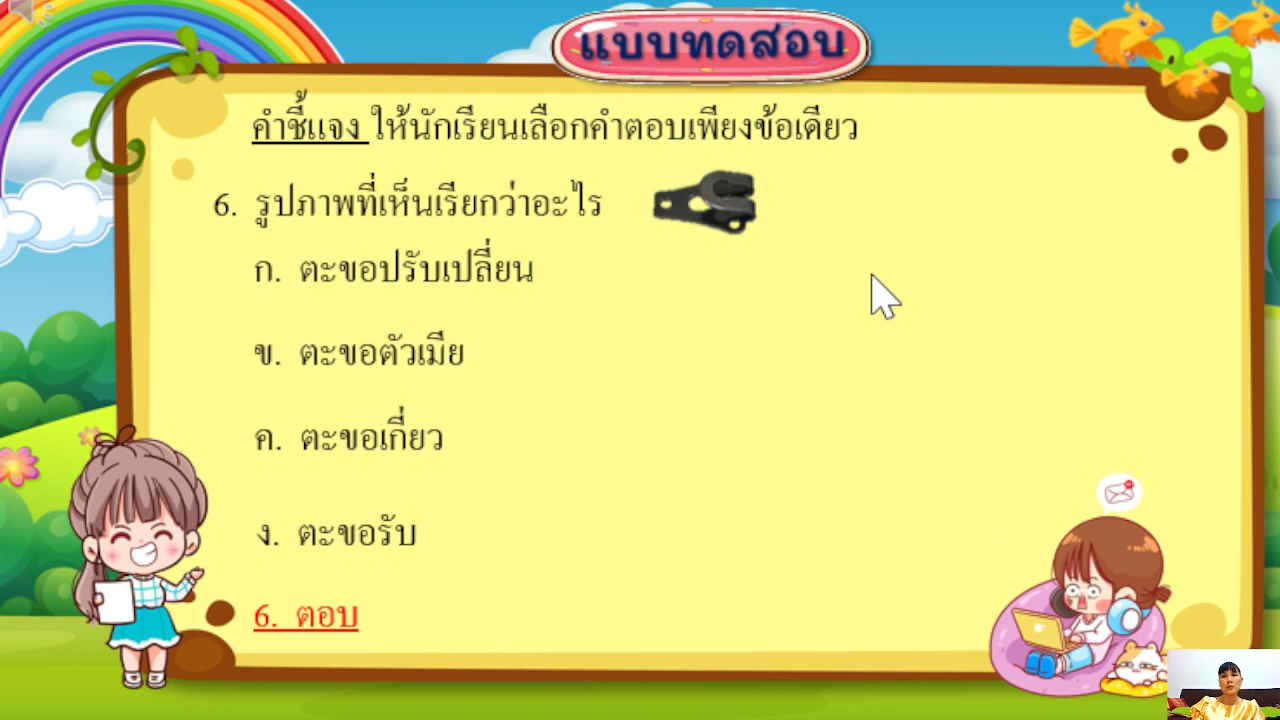 แบบทดสอบ
คำชี้แจง ให้นักเรียนเลือกคำตอบเพียงข้อเดียว
6. รูปภาพที่เห็นเรียกว่าอะไร
ก. ตะขอปรับเปลี่ยน
ข. ตะขอตัวเมีย
ค. ตะขอเกี่ยว
ง. ตะขอรับ
6. ตอบ